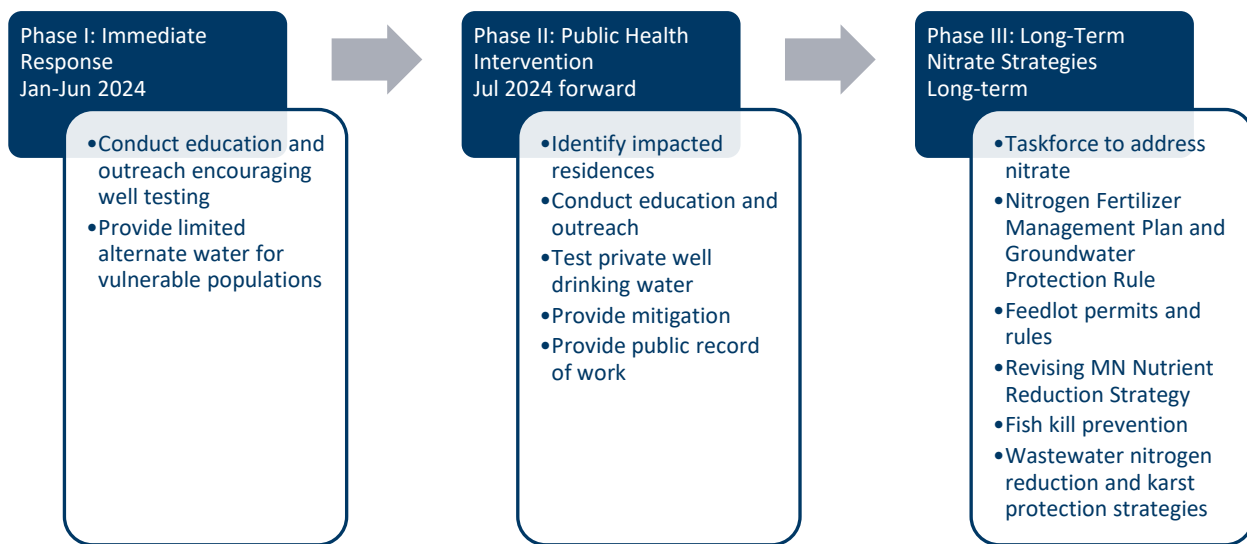 Phase I: Immediate
Response
Jan-Jun 2024
•Conduct education and
outreach encouraging
well testing
•Provide limited
alternate water for
vulnerable populations
Phase II: Public Health
Intervention
Jul 2024 forward
•Identify impacted
residences
•Conduct education and
outreach
•Test private well
drinking water
•Provide mitigation
•Provide public record
of work
Phase III: Long-Term
Nitrate Strategies
Long-term
•Taskforce to address
nitrate
•Nitrogen Fertilizer
Management Plan and
Groundwater
Protection Rule
•Feedlot permits and
rules
•Revising MN Nutrient
Reduction Strategy
•Fish kill prevention
•Wastewater nitrogen
reduction and karst
protection strategies